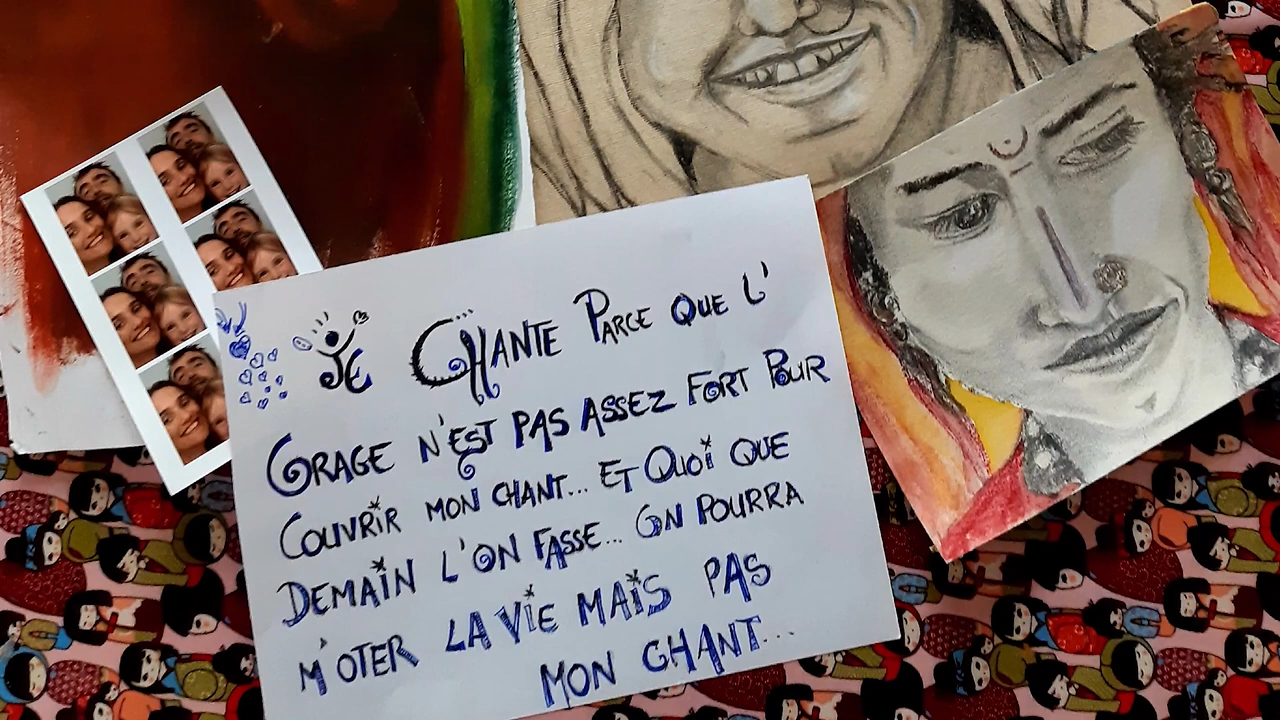 JE CHANTE PARCE QUE L'
ORAGE N'EST PAS ASSEZ FORT POUR
COUVRIR MON CHANT... ET QUOI QUE
DEMAIN L'ON FASSE... ON POURRA
M'OTER LA VIE MAIS PAS
MON CHANT...